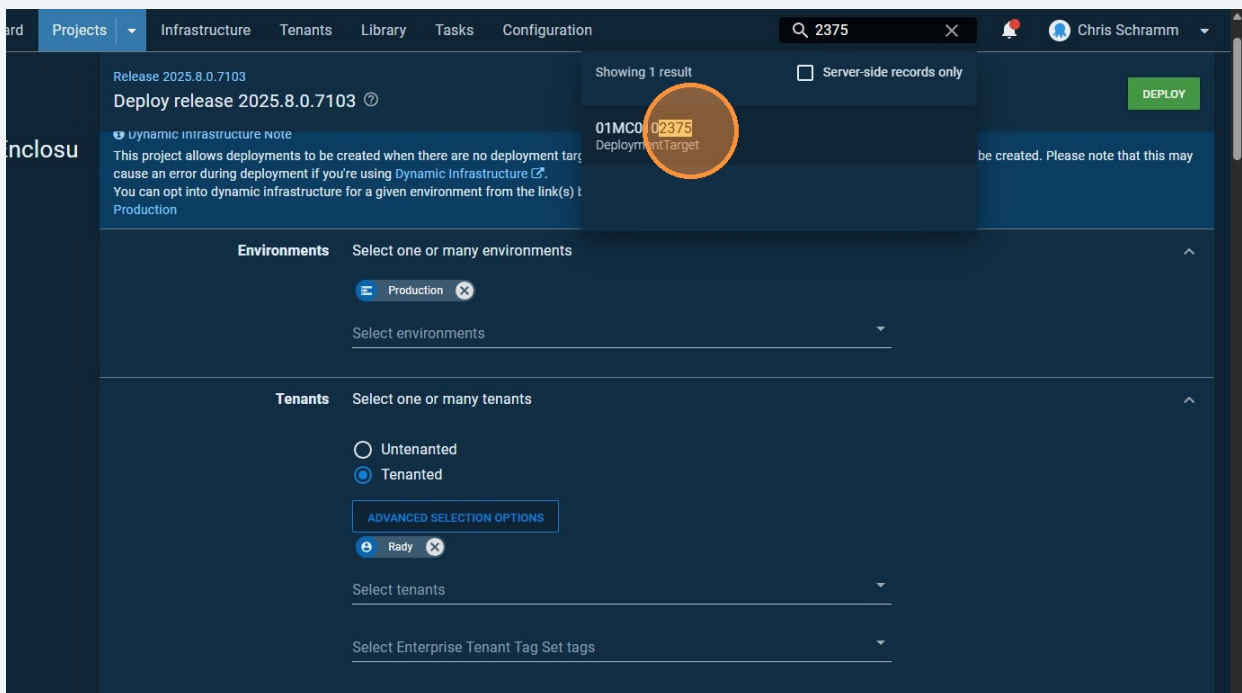 ard Projects Infrastructure Tenants Library Tasks Configuration 2375 Chris Schramm
Release 2025.8.0.7103
Deploy release 2025.8.0.7103
Showing 1 result Server-side records only
DEPLOY
01MC0102375
DeploymentTarget
Enclosu
Dynamic Infrastructure Note
This project allows deployments to be created when there are no deployment targ be created. Please note that this may
cause an error during deployment if you're using Dynamic Infrastructure.
You can opt into dynamic infrastructure for a given environment from the link(s) b
Production
Environments Select one or many environments
Production
Select environments
Tenants Select one or many tenants
Untenanted
Tenanted
ADVANCED SELECTION OPTIONS
Rady
Select tenants
Select Enterprise Tenant Tag Set tags